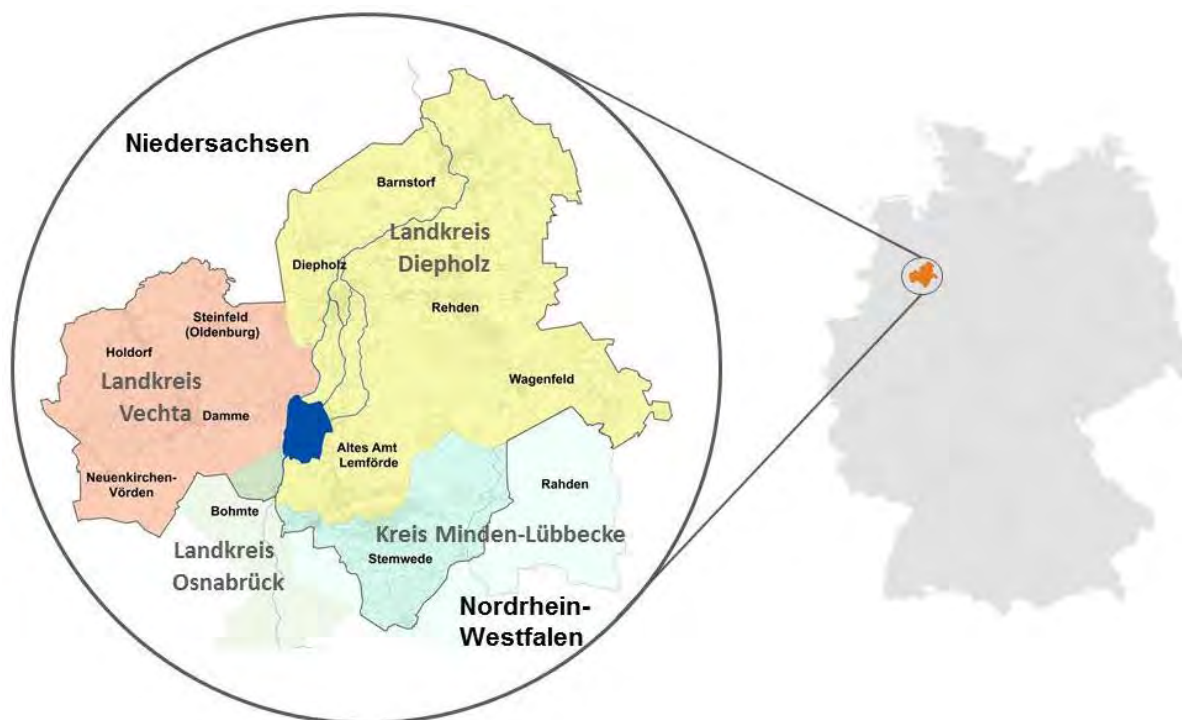 Niedersachsen
Barnstorf
Landkreis
Diepholz
Diepholz
Steinfeld
(Oldenburg)
Rehden
Holdorf
Landkreis
Vechta
Damme
Wagenfeld
Altes Amt
Lemförde
Neuenkirchen-
Vörden
Bohmte
Rahden
Landkreis
Osnabrück
Kreis Minden-Lübbecke
Stemwede
Nordrhein-
Westfalen